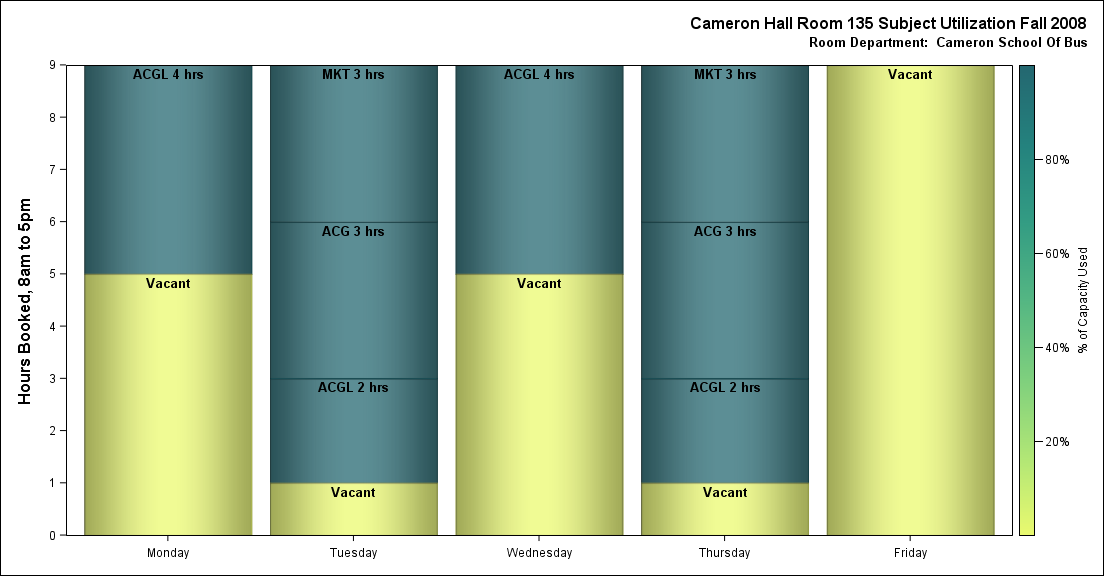 Cameron Hall Room 135 Subject Utilization Fall 2008
Room Department:  Cameron School Of Bus
Hours Booked, 8am to 5pm
9
8
7
6
5
4
3
2
1
0
ACGL 4 hrs
Vacant
MKT 3 hrs
ACG 3 hrs
ACGL 2 hrs
Vacant
ACGL 4 hrs
Vacant
MKT 3 hrs
ACG 3 hrs
ACGL 2 hrs
Vacant
Vacant
Monday
Tuesday
Wednesday
Thursday
Friday
80%
60%
40%
20%
% of Capacity Used